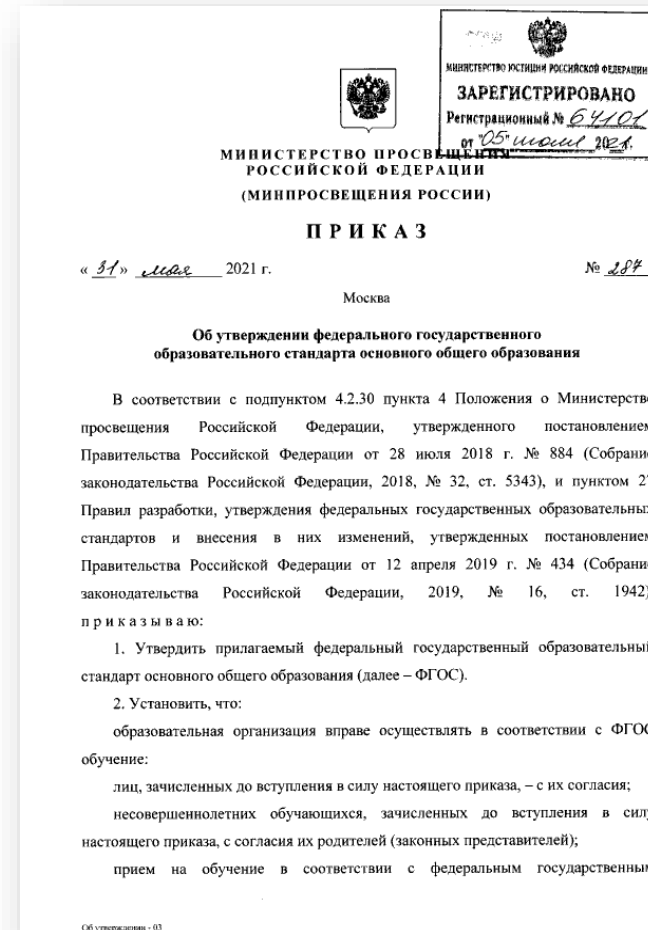 МИНИСТЕРСТВО ЮСТИЦИИ РОССИЙСКОЙ ФЕДЕРАЦИИ
ЗАРЕГИСТРИРОВАНО
Регистрационный № 64101
от "05" июля 2021.
МИНИСТЕРСТВО ПРОСВЕЩЕНИЯ
РОССИЙСКОЙ ФЕДЕРАЦИИ
(МИНПРОСВЕЩЕНИЯ РОССИИ)
П Р И К А З
« 31 » мая 2021 г. № 287
Москва
Об утверждении федерального государственного
образовательного стандарта основного общего образования
В соответствии с подпунктом 4.2.30 пункта 4 Положения о Министерстве
просвещения Российской Федерации, утвержденного постановлением
Правительства Российской Федерации от 28 июля 2018 г. № 884 (Собрание
законодательства Российской Федерации, 2018, № 32, ст. 5343), и пунктом 27
Правил разработки, утверждения федеральных государственных образовательных
стандартов и внесения в них изменений, утвержденных постановлением
Правительства Российской Федерации от 12 апреля 2019 г. № 434 (Собрание
законодательства Российской Федерации, 2019, № 16, ст. 1942)
п р и к а з ы в а ю:
1. Утвердить прилагаемый федеральный государственный образовательный
стандарт основного общего образования (далее – ФГОС).
2. Установить, что:
образовательная организация вправе осуществлять в соответствии с ФГОС
обучение:
лиц, зачисленных до вступления в силу настоящего приказа, – с их согласия;
несовершеннолетних обучающихся, зачисленных до вступления в силу
настоящего приказа, с согласия их родителей (законных представителей);
прием на обучение в соответствии с федеральным государственным
Об утверждении - 03